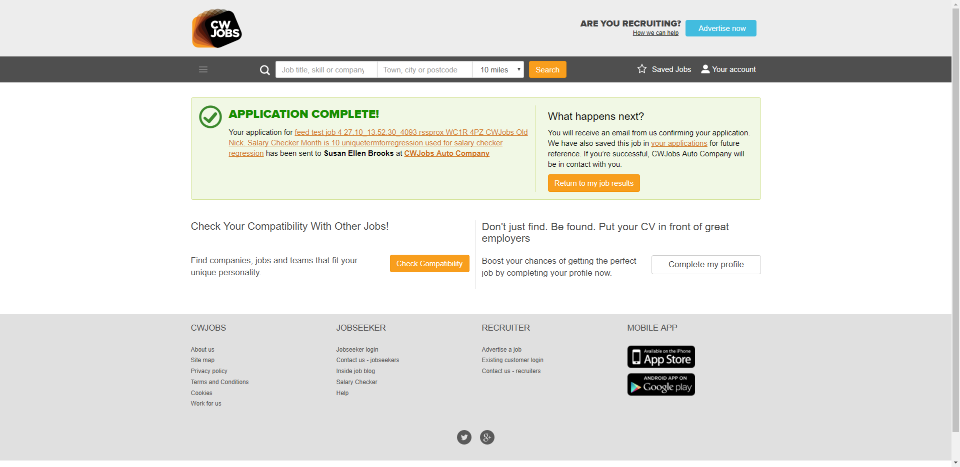 CW
JOBS
ARE YOU RECRUITING?
How we can help
Advertise now
Job title, skill or company
Town, city or postcode
10 miles
Search
Saved Jobs
Your account
APPLICATION COMPLETE!
Your application for feed test job 4 27.10_13:52:30_4093 rssprox WC1R 4PZ CWJobs Old
Nick. Salary Checker Month is 10 uniquetermforregression used for salary checker
regression has been sent to Susan Ellen Brooks at CWJobs Auto Company
What happens next?
You will receive an email from us confirming your application.
We have also saved this job in your applications for future
reference. If you're successful, CWJobs Auto Company will
be in contact with you.
Return to my job results
Check Your Compatibility With Other Jobs!
Find companies, jobs and teams that fit your
unique personality.
Check Compatibility
Don't just find. Be found. Put your CV in front of great
employers
Boost your chances of getting the perfect
job by completing your profile now.
Complete my profile
CWJOBS
About us
Site map
Privacy policy
Terms and Conditions
Cookies
Work for us
JOBSEEKER
Jobseeker login
Contact us - jobseekers
Inside job blog
Salary Checker
Help
RECRUITER
Advertise a job
Existing customer login
Contact us - recruiters
MOBILE APP
Available on the iPhone
App Store
ANDROID APP ON
Google play